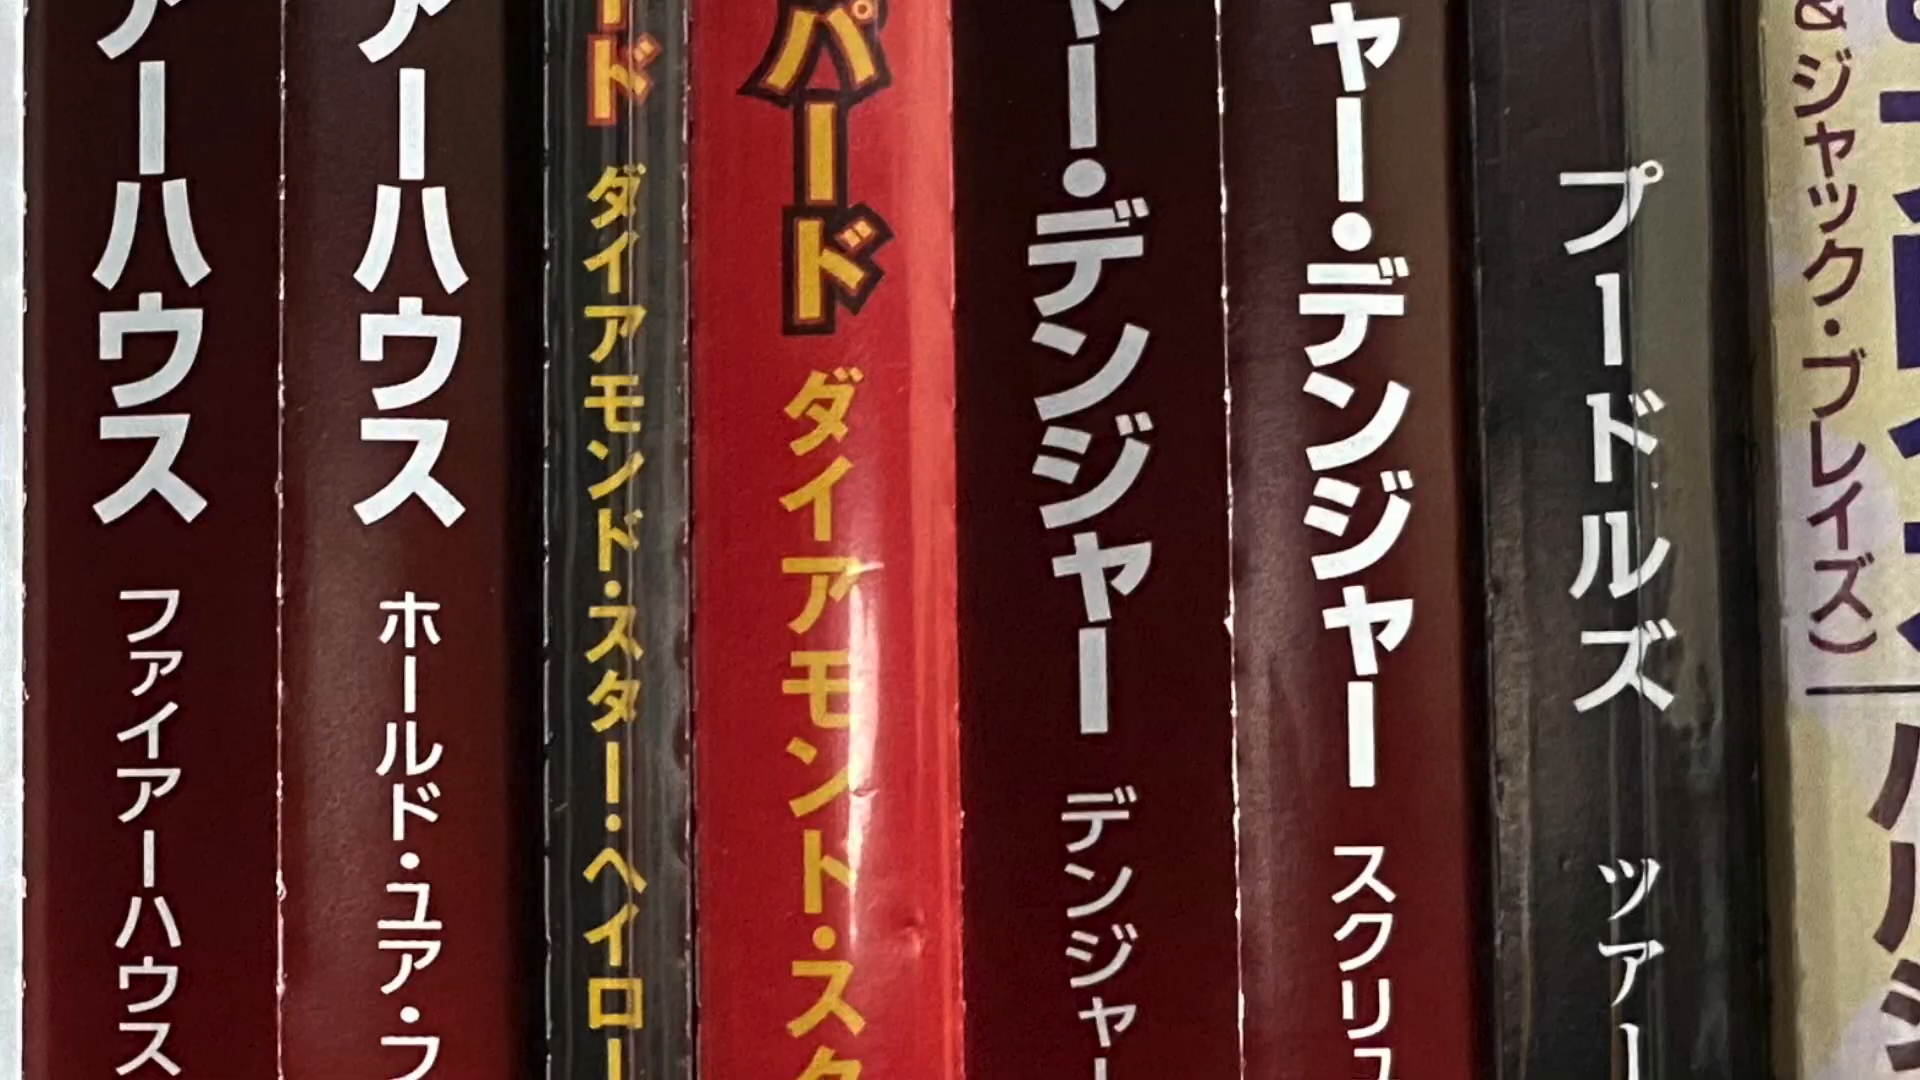 アーハウス ファイアーハウス
アーハウス ホールド・ユア・フ
ード ダイアモンド・スター・ヘイロー
パード ダイアモンド・スタ
ャー・デンジャー デンジャー
ャー・デンジャー スクリュ
プードルズ ツアー
& ジャック・ブレイズ)